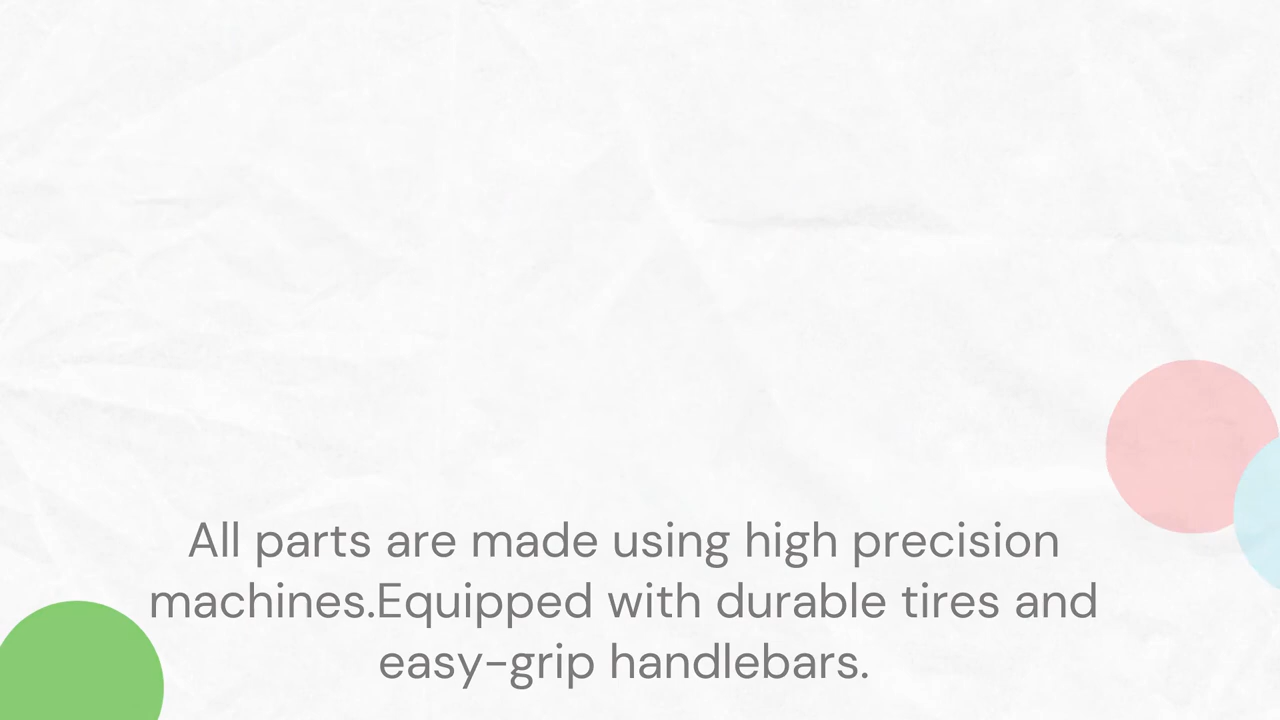 All parts are made using high precision
machines.Equipped with durable tires and
easy-grip handlebars.